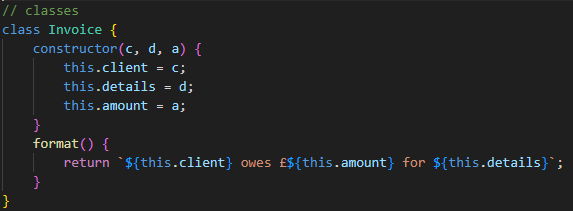 // classes
class Invoice {
    constructor(c, d, a) {
        this.client = c;
        this.details = d;
        this.amount = a;
    }
    format() {
        return `${this.client} owes £${this.amount} for ${this.details}`;
    }
}